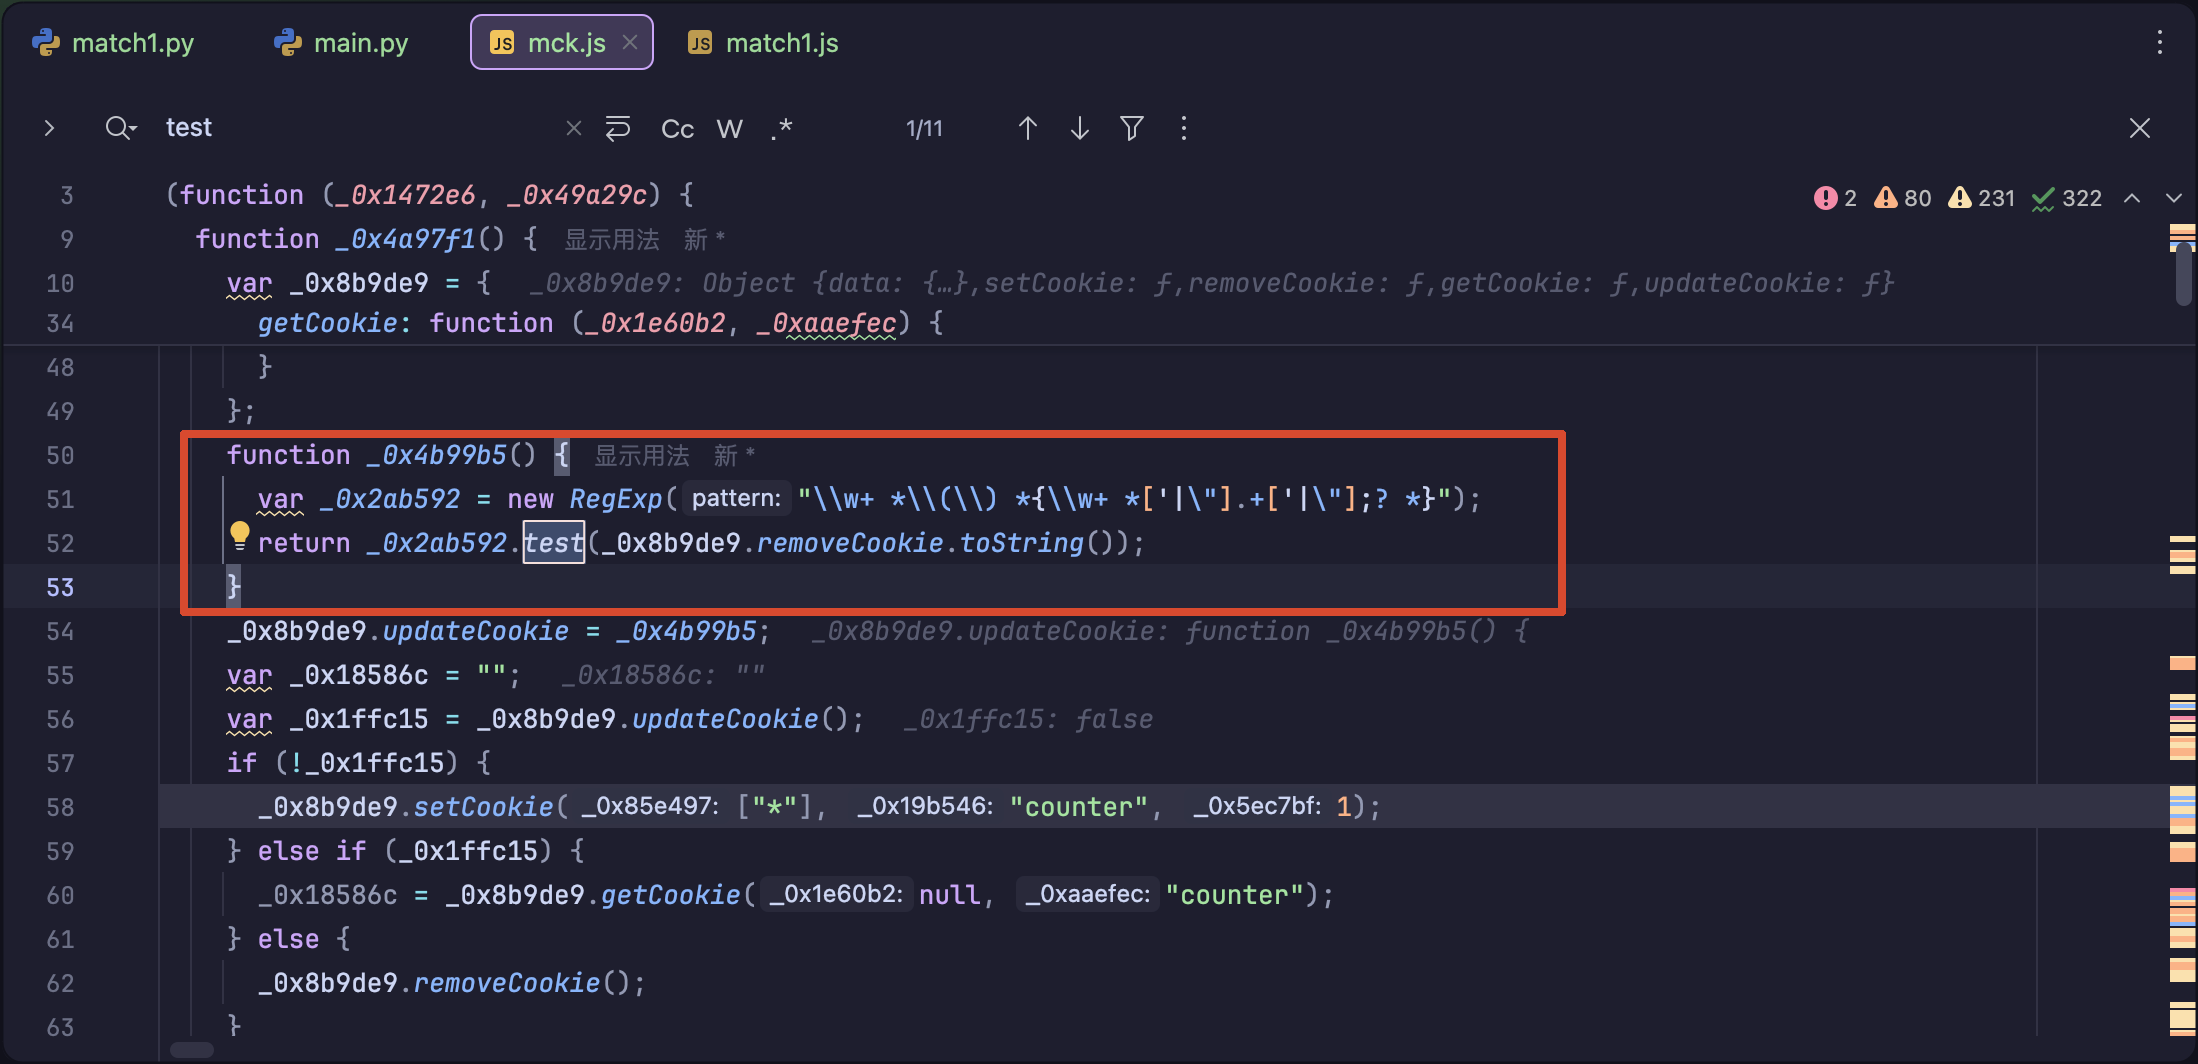 match1.py main.py JS mck.js JS match1.js
test Cc W .* 1/11
3 (function (_0x1472e6, _0x49a29c) { 2 80 231 322
9 function _0x4a97f1() { 显示用法 新 *
10 var _0x8b9de9 = { _0x8b9de9: Object {data: {…},setCookie: ƒ,removeCookie: ƒ,getCookie: ƒ,updateCookie: ƒ}
34 getCookie: function (_0x1e60b2, _0xaaefec) {
48 }
49 };
50 function _0x4b99b5() { 显示用法 新 *
51 var _0x2ab592 = new RegExp( pattern: "\\w+ *\\(\\) *{\\w+ *['|\"].+['|\"];? *}");
52 return _0x2ab592.test(_0x8b9de9.removeCookie.toString());
53 }
54 _0x8b9de9.updateCookie = _0x4b99b5; _0x8b9de9.updateCookie: ƒunction _0x4b99b5() {
55 var _0x18586c = ""; _0x18586c: ""
56 var _0x1ffc15 = _0x8b9de9.updateCookie(); _0x1ffc15: false
57 if (!_0x1ffc15) {
58 _0x8b9de9.setCookie( _0x85e497: ["*"], _0x19b546: "counter", _0x5ec7bf: 1);
59 } else if (_0x1ffc15) {
60 _0x18586c = _0x8b9de9.getCookie( _0x1e60b2: null, _0xaaefec: "counter");
61 } else {
62 _0x8b9de9.removeCookie();
63 }